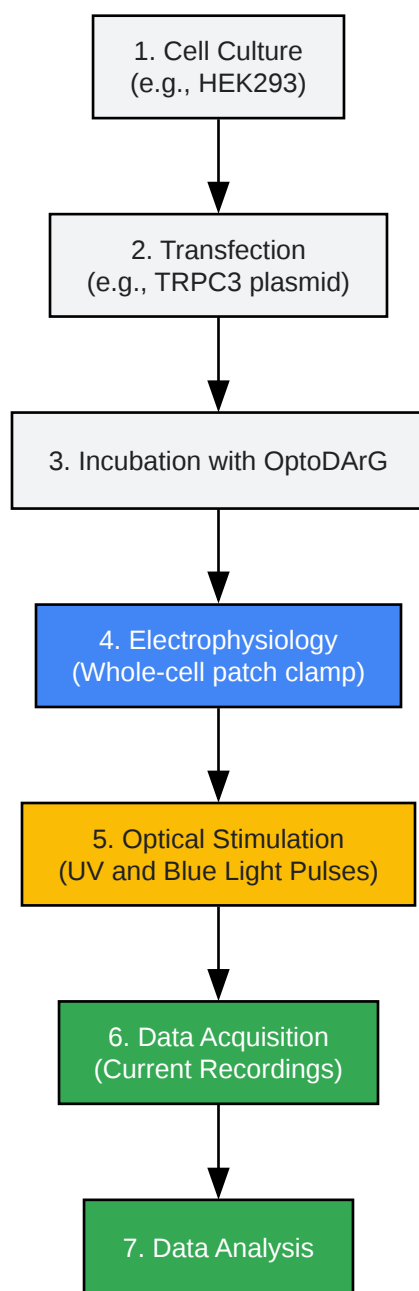 1. Cell Culture
(e.g., HEK293)
2. Transfection
(e.g., TRPC3 plasmid)
3. Incubation with OptoDArG
4. Electrophysiology
(Whole-cell patch clamp)
5. Optical Stimulation
(UV and Blue Light Pulses)
6. Data Acquisition
(Current Recordings)
7. Data Analysis